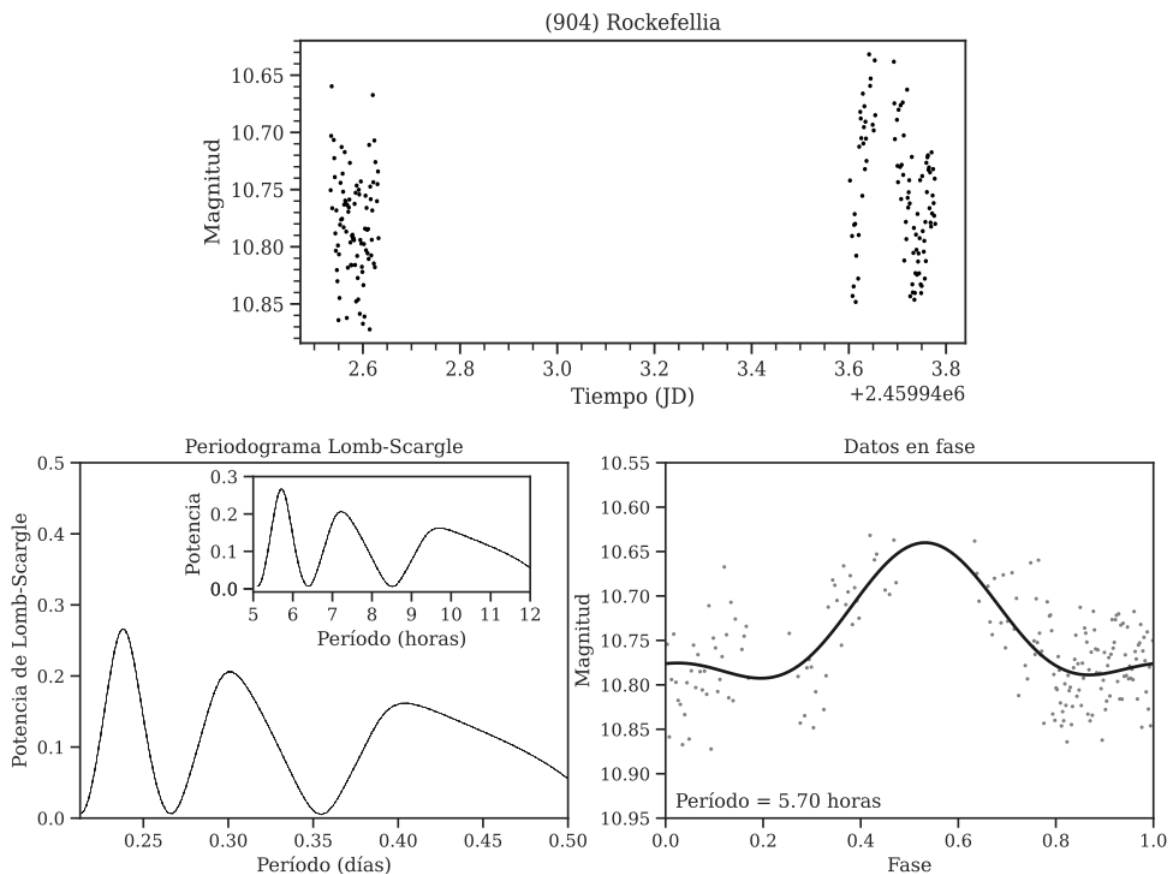 (904) Rockefellia
Magnitud
10.65
10.70
10.75
10.80
10.85
2.6 2.8 3.0 3.2 3.4 3.6 3.8
Tiempo (JD)
+2.45994e6
Periodograma Lomb-Scargle
Potencia de Lomb-Scargle
0.5
0.4
0.3
0.2
0.1
0.0
0.25 0.30 0.35 0.40 0.45 0.50
Período (días)
Potencia
0.3
0.2
0.1
0.0
5 6 7 8 9 10 11 12
Período (horas)
Datos en fase
Magnitud
10.55
10.60
10.65
10.70
10.75
10.80
10.85
10.90
10.95
Período = 5.70 horas
0.0 0.2 0.4 0.6 0.8 1.0
Fase